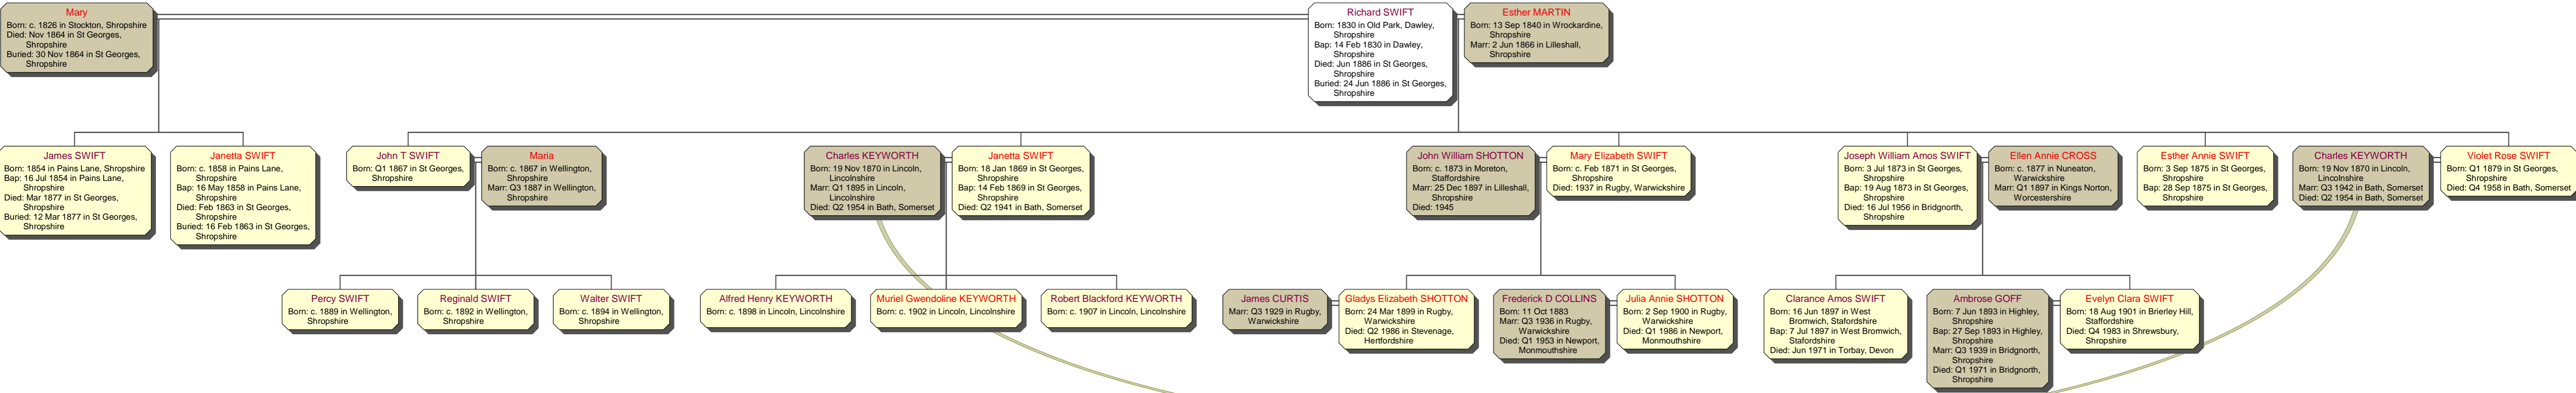 Mary
Born: c. 1826 in Stockton, Shropshire
Died: Nov 1864 in St Georges,
Shropshire
Buried: 30 Nov 1864 in St Georges,
Shropshire
Richard SWIFT
Born: 1830 in Old Park, Dawley,
Shropshire
Bap: 14 Feb 1830 in Dawley,
Shropshire
Died: Jun 1886 in St Georges,
Shropshire
Buried: 24 Jun 1886 in St Georges,
Shropshire
Esther MARTIN
Born: 13 Sep 1840 in Wrockardine,
Shropshire
Marr: 2 Jun 1866 in Lilleshall,
Shropshire
James SWIFT
Born: 1854 in Pains Lane, Shropshire
Bap: 16 Jul 1854 in Pains Lane,
Shropshire
Died: Mar 1877 in St Georges,
Shropshire
Buried: 12 Mar 1877 in St Georges,
Shropshire
Janetta SWIFT
Born: c. 1858 in Pains Lane,
Shropshire
Bap: 16 May 1858 in Pains Lane,
Shropshire
Died: Feb 1863 in St Georges,
Shropshire
Buried: 16 Feb 1863 in St Georges,
Shropshire
John T SWIFT
Born: Q1 1867 in St Georges,
Shropshire
Maria
Born: c. 1867 in Wellington,
Shropshire
Marr: Q3 1887 in Wellington,
Shropshire
Charles KEYWORTH
Born: 19 Nov 1870 in Lincoln,
Lincolnshire
Marr: Q1 1895 in Lincoln,
Lincolnshire
Died: Q2 1954 in Bath, Somerset
Janetta SWIFT
Born: 18 Jan 1869 in St Georges,
Shropshire
Bap: 14 Feb 1869 in St Georges,
Shropshire
Died: Q2 1941 in Bath, Somerset
John William SHOTTON
Born: c. 1873 in Moreton,
Staffordshire
Marr: 25 Dec 1897 in Lilleshall,
Shropshire
Died: 1945
Mary Elizabeth SWIFT
Born: c. Feb 1871 in St Georges,
Shropshire
Died: 1937 in Rugby, Warwickshire
Joseph William Amos SWIFT
Born: 3 Jul 1873 in St Georges,
Shropshire
Bap: 19 Aug 1873 in St Georges,
Shropshire
Died: 16 Jul 1956 in Bridgnorth,
Shropshire
Ellen Annie CROSS
Born: c. 1877 in Nuneaton,
Warwickshire
Marr: Q1 1897 in Kings Norton,
Worcestershire
Esther Annie SWIFT
Born: 3 Sep 1875 in St Georges,
Shropshire
Bap: 28 Sep 1875 in St Georges,
Shropshire
Charles KEYWORTH
Born: 19 Nov 1870 in Lincoln,
Lincolnshire
Marr: Q3 1942 in Bath, Somerset
Died: Q2 1954 in Bath, Somerset
Violet Rose SWIFT
Born: Q1 1879 in St Georges,
Shropshire
Died: Q4 1958 in Bath, Somerset
Percy SWIFT
Born: c. 1889 in Wellington,
Shropshire
Reginald SWIFT
Born: c. 1892 in Wellington,
Shropshire
Walter SWIFT
Born: c. 1894 in Wellington,
Shropshire
Alfred Henry KEYWORTH
Born: c. 1898 in Lincoln, Lincolnshire
Muriel Gwendoline KEYWORTH
Born: c. 1902 in Lincoln, Lincolnshire
Robert Blackford KEYWORTH
Born: c. 1907 in Lincoln, Lincolnshire
James CURTIS
Marr: Q3 1929 in Rugby,
Warwickshire
Gladys Elizabeth SHOTTON
Born: 24 Mar 1899 in Rugby,
Warwickshire
Died: Q2 1986 in Stevenage,
Hertfordshire
Frederick D COLLINS
Born: 11 Oct 1883
Marr: Q3 1936 in Rugby,
Warwickshire
Died: Q1 1953 in Newport,
Monmouthshire
Julia Annie SHOTTON
Born: 2 Sep 1900 in Rugby,
Warwickshire
Died: Q1 1986 in Newport,
Monmouthshire
Clarance Amos SWIFT
Born: 16 Jun 1897 in West
Bromwich, Stafordshire
Bap: 7 Jul 1897 in West Bromwich,
Stafordshire
Died: Jun 1971 in Torbay, Devon
Ambrose GOFF
Born: 7 Jun 1893 in Highley,
Shropshire
Bap: 27 Sep 1893 in Highley,
Shropshire
Marr: Q3 1939 in Bridgnorth,
Shropshire
Died: Q1 1971 in Bridgnorth,
Shropshire
Evelyn Clara SWIFT
Born: 18 Aug 1901 in Brierley Hill,
Staffordshire
Died: Q4 1983 in Shrewsbury,
Shropshire